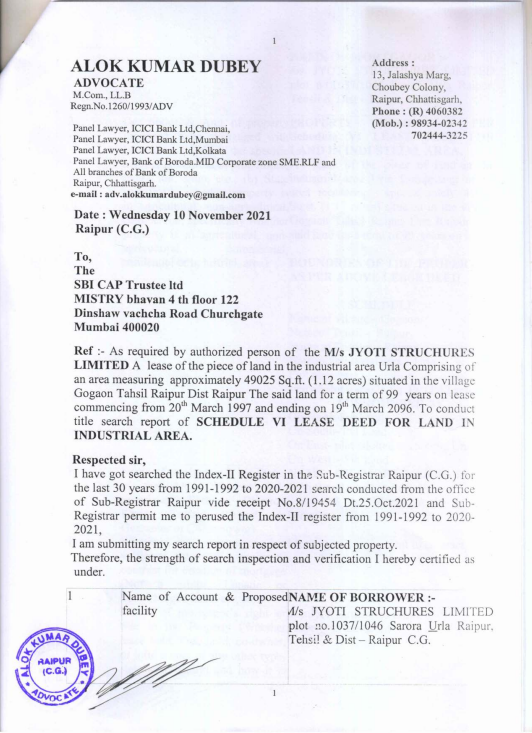 1
ALOK KUMAR DUBEY
ADVOCATE
M.Com., LL.B
Regn.No.1260/1993/ADV
Address :
13, Jalashya Marg,
Choubey Colony,
Raipur, Chhattisgarh,
Phone : (R) 4060382
(Mob.) : 98934-02342
702444-3225
Panel Lawyer, ICICI Bank Ltd,Chennai,
Panel Lawyer, ICICI Bank Ltd,Mumbai
Panel Lawyer, ICICI Bank Ltd,Kolkata
Panel Lawyer, Bank of Boroda.MID Corporate zone SME.RLF and
All branches of Bank of Boroda
Raipur, Chhattisgarh.
e-mail : adv.alokkumardubey@gmail.com
Date : Wednesday 10 November 2021
Raipur (C.G.)
To,
The
SBI CAP Trustee ltd
MISTRY bhavan 4 th floor 122
Dinshaw vachcha Road Churchgate
Mumbai 400020
Ref :- As required by authorized person of the M/s JYOTI STRUCHURES
LIMITED A lease of the piece of land in the industrial area Urla Comprising of
an area measuring approximately 49025 Sq.ft. (1.12 acres) situated in the village
Gogaon Tahsil Raipur Dist Raipur The said land for a term of 99 years on lease
commencing from 20th March 1997 and ending on 19th March 2096. To conduct
title search report of SCHEDULE VI LEASE DEED FOR LAND IN
INDUSTRIAL AREA.
Respected sir,
I have got searched the Index-II Register in the Sub-Registrar Raipur (C.G.) for
the last 30 years from 1991-1992 to 2020-2021 search conducted from the office
of Sub-Registrar Raipur vide receipt No.8/19454 Dt.25.Oct.2021 and Sub-
Registrar permit me to perused the Index-II register from 1991-1992 to 2020-
2021,
I am submitting my search report in respect of subjected property.
Therefore, the strength of search inspection and verification I hereby certified as
under.
1 Name of Account & Proposed
facility
NAME OF BORROWER :-
M/s JYOTI STRUCHURES LIMITED
plot no.1037/1046 Sarora Urla Raipur,
Tehsil & Dist – Raipur C.G.
ALOK KUMAR DUBEY
RAIPUR
(C.G.)
ADVOCATE
1